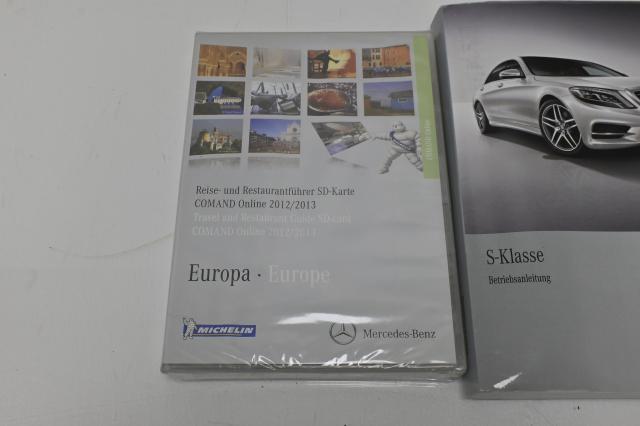 Reise- und Restaurantführer SD-Karte
COMAND Online 2012/2013
Travel and Restaurant Guide SD-card
COMAND Online 2012/2013
Europa · Europe
MICHELIN
Mercedes-Benz
S-Klasse
Betriebsanleitung